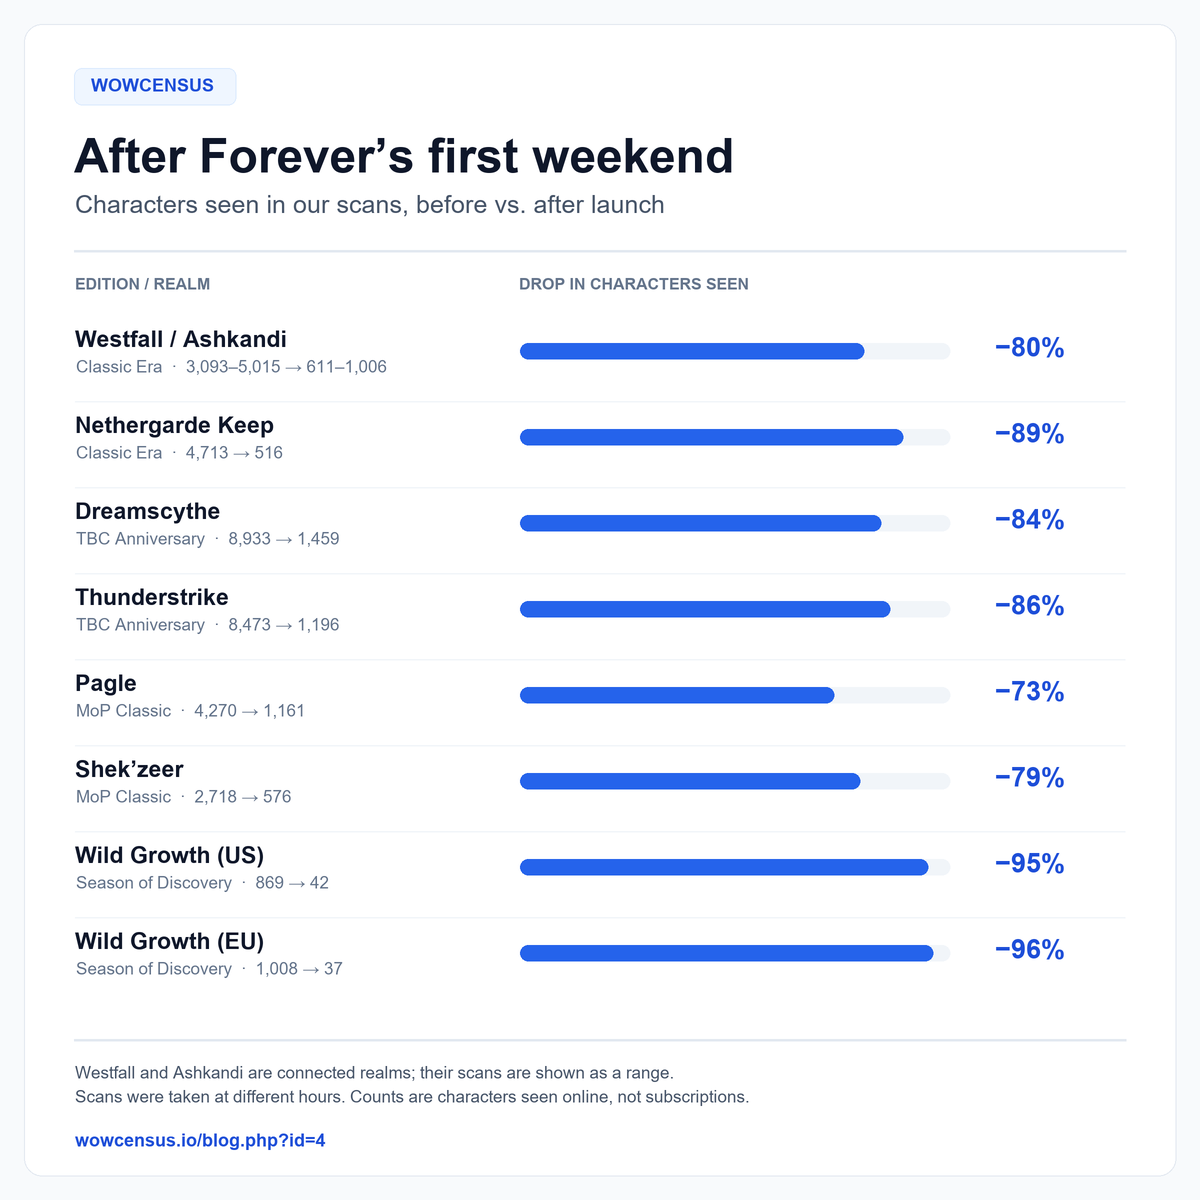 WOWCENSUS
After Forever’s first weekend
Characters seen in our scans, before vs. after launch
EDITION / REALM
DROP IN CHARACTERS SEEN
Westfall / Ashkandi
Classic Era · 3,093–5,015 → 611–1,006
−80%
Nethergarde Keep
Classic Era · 4,713 → 516
−89%
Dreamscythe
TBC Anniversary · 8,933 → 1,459
−84%
Thunderstrike
TBC Anniversary · 8,473 → 1,196
−86%
Pagle
MoP Classic · 4,270 → 1,161
−73%
Shek’zeer
MoP Classic · 2,718 → 576
−79%
Wild Growth (US)
Season of Discovery · 869 → 42
−95%
Wild Growth (EU)
Season of Discovery · 1,008 → 37
−96%
Westfall and Ashkandi are connected realms; their scans are shown as a range.
Scans were taken at different hours. Counts are characters seen online, not subscriptions.
wowcensus.io/blog.php?id=4